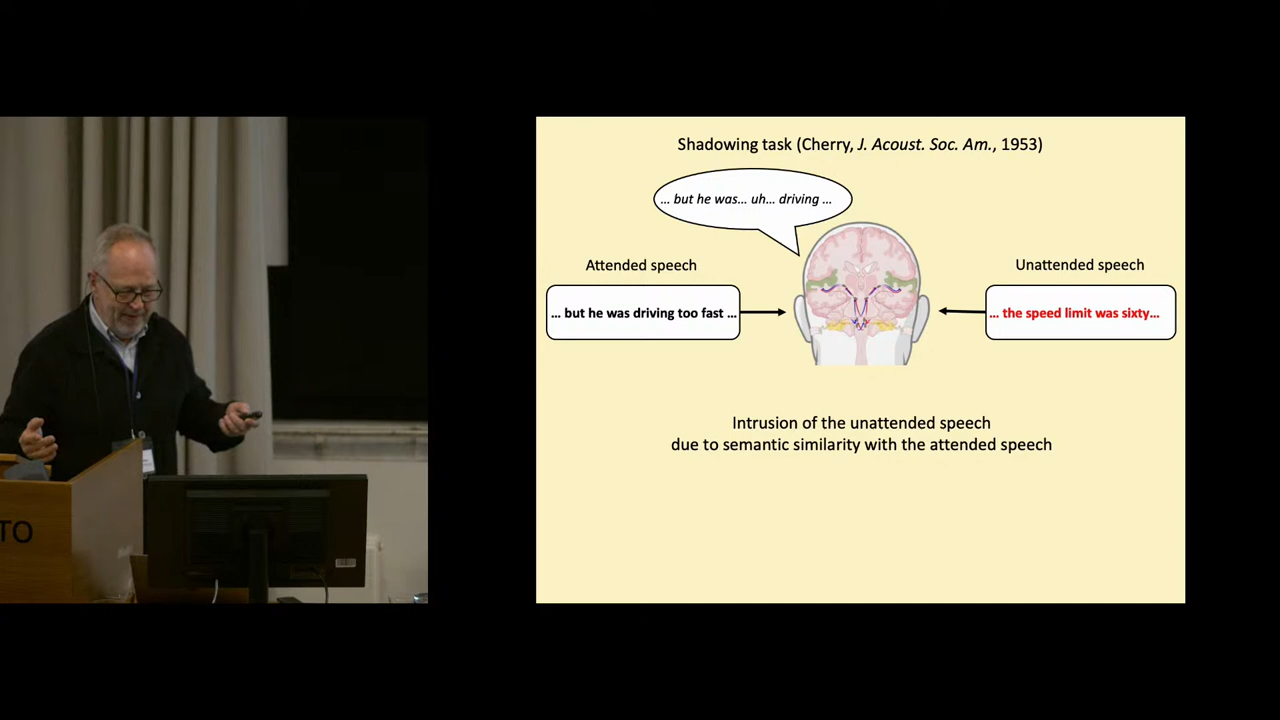 Shadowing task (Cherry, J. Acoust. Soc. Am., 1953)
... but he was... uh... driving ...
Attended speech
Unattended speech
... but he was driving too fast ...
... the speed limit was sixty...
Intrusion of the unattended speech
due to semantic similarity with the attended speech
TO